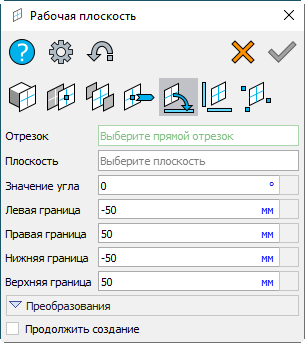 Рабочая плоскость
Отрезок Выберите прямой отрезок
Плоскость Выберите плоскость
Значение угла 0 °
Левая граница -50 мм
Правая граница 50 мм
Нижняя граница -50 мм
Верхняя граница 50 мм
Преобразования
Продолжить создание